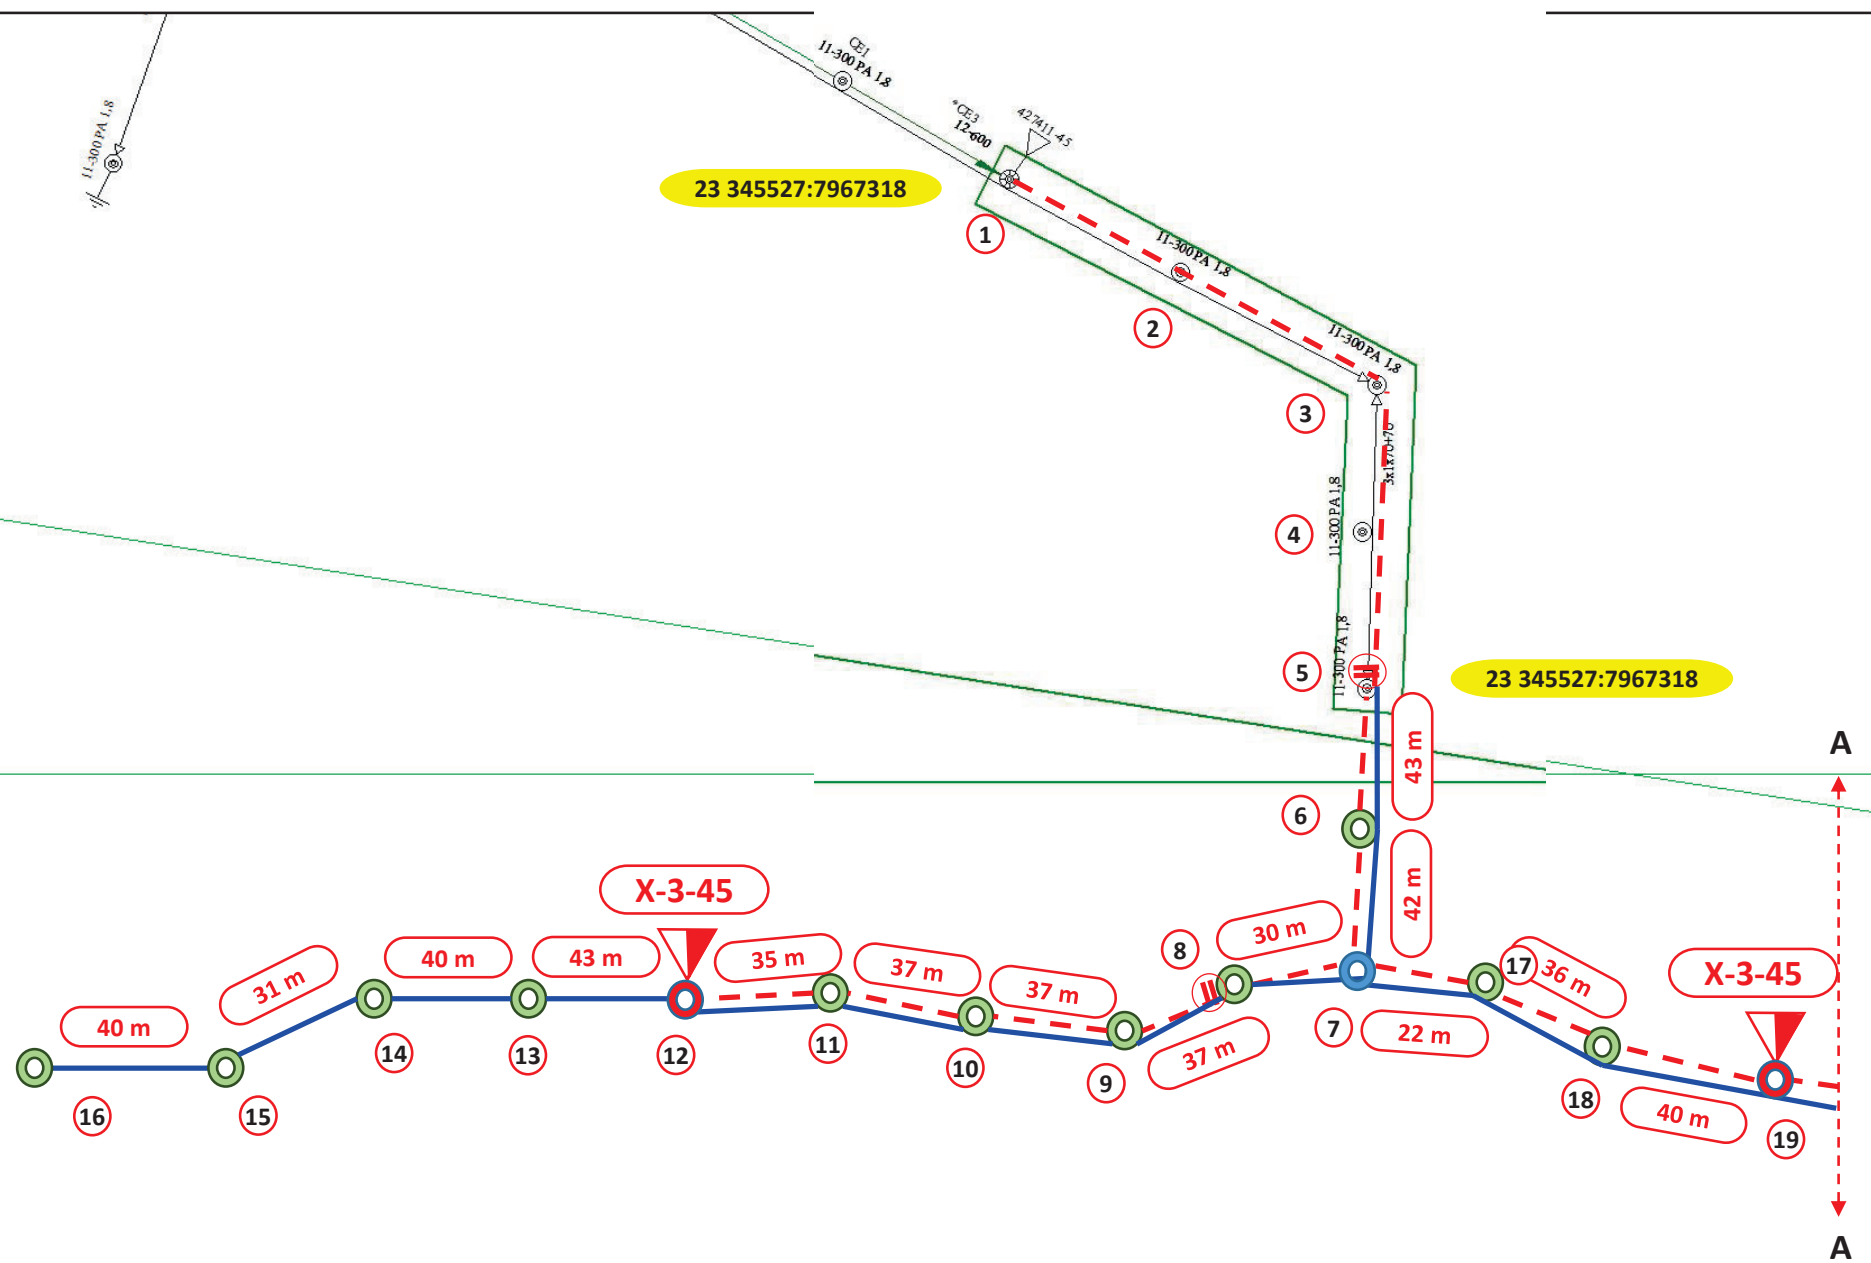 CE1
11-300 PA 1,8
11-300 PA 1,8
*CE3
12-600
427411-45
23 345527:7967318
1
11-300 PA 1,8
2
11-300 PA 1,8
3
3x1x70+70
11-300 PA 1,8
4
11-300 PA 1,8
5
23 345527:7967318
43 m
A
6
42 m
X-3-45
8
30 m
17
36 m
X-3-45
40 m
31 m
40 m
43 m
35 m
37 m
37 m
37 m
7
22 m
16
15
14
13
12
11
10
9
18
40 m
19
A